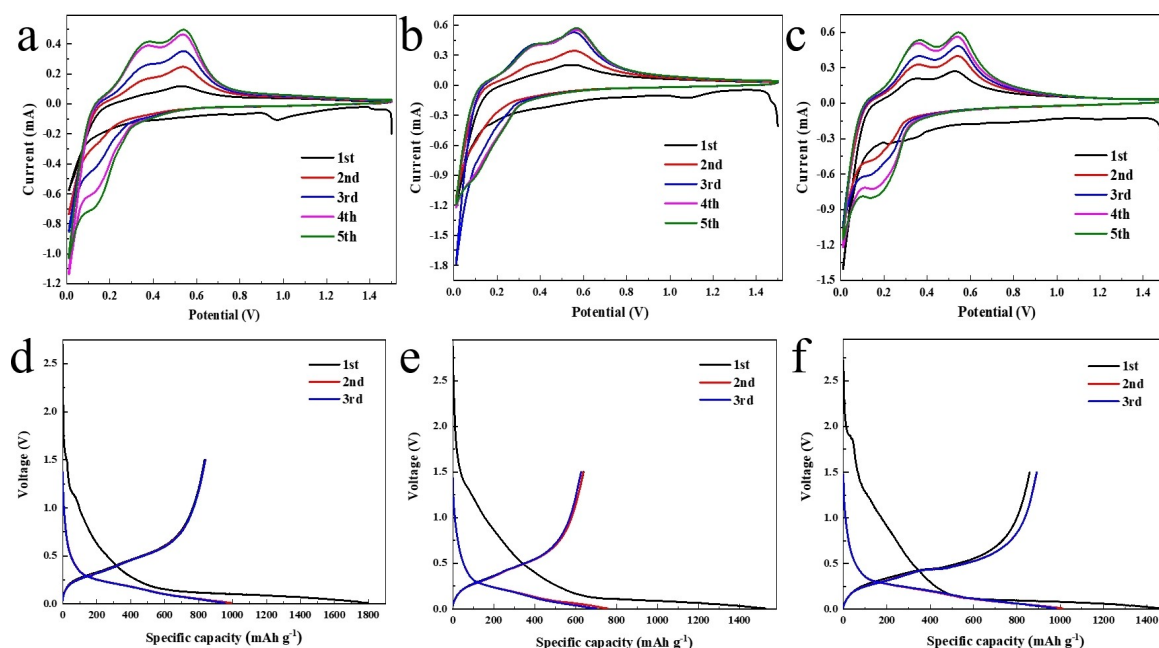 a
0.4
0.2
0.0
-0.2
-0.4
-0.6
-0.8
-1.0
-1.2
Current (mA)
1st
2nd
3rd
4th
5th
0.0 0.2 0.4 0.6 0.8 1.0 1.2 1.4
Potential (V)
b
0.6
0.0
-0.6
-1.2
-1.8
Current (mA)
1st
2nd
3rd
4th
5th
0.0 0.2 0.4 0.6 0.8 1.0 1.2 1.4
Potential (V)
c
0.6
0.3
0.0
-0.3
-0.6
-0.9
-1.2
-1.5
Current (mA)
1st
2nd
3rd
4th
5th
0.0 0.2 0.4 0.6 0.8 1.0 1.2 1.4
Potential (V)
d
2.5
2.0
1.5
1.0
0.5
0.0
Voltage (V)
1st
2nd
3rd
0 200 400 600 800 1000 1200 1400 1600 1800
Specific capacity (mAh g⁻¹)
e
2.5
2.0
1.5
1.0
0.5
0.0
Voltage (V)
1st
2nd
3rd
0 200 400 600 800 1000 1200 1400
Specific capacity (mAh g⁻¹)
f
2.5
2.0
1.5
1.0
0.5
0.0
Voltage (V)
1st
2nd
3rd
0 200 400 600 800 1000 1200 1400
Specific capacity (mAh g⁻¹)